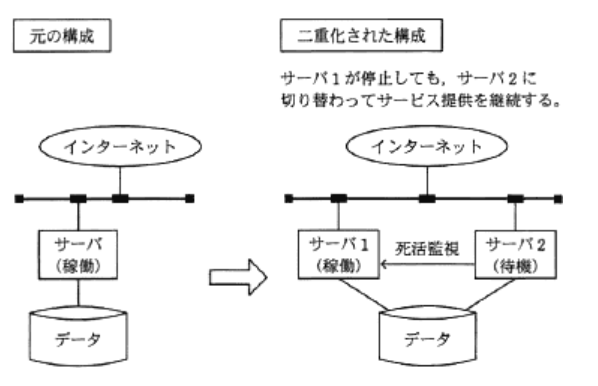 元の構成
二重化された構成
サーバ1が停止しても，サーバ2に
切り替わってサービス提供を継続する。
インターネット
インターネット
サーバ
（稼働）
サーバ1
（稼働）
死活監視
サーバ2
（待機）
データ
データ